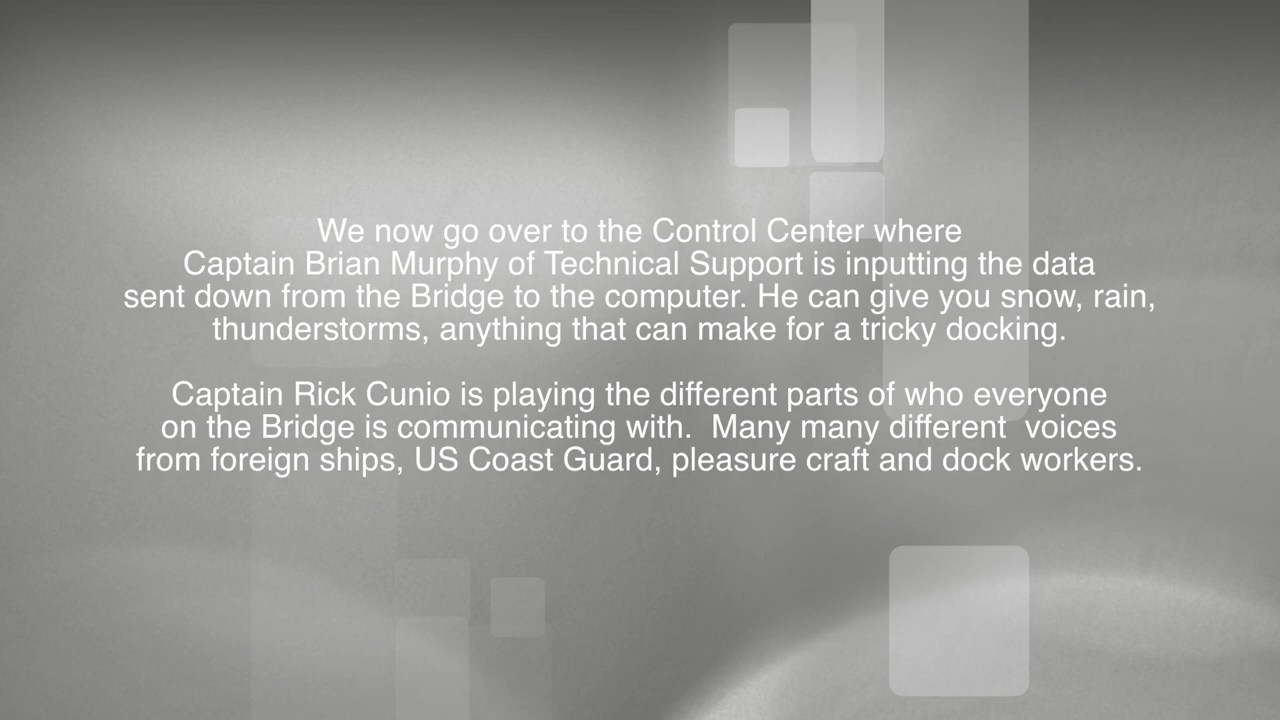 We now go over to the Control Center where
Captain Brian Murphy of Technical Support is inputting the data
sent down from the Bridge to the computer. He can give you snow, rain,
thunderstorms, anything that can make for a tricky docking.
Captain Rick Cunio is playing the different parts of who everyone
on the Bridge is communicating with.  Many many different  voices
from foreign ships, US Coast Guard, pleasure craft and dock workers.